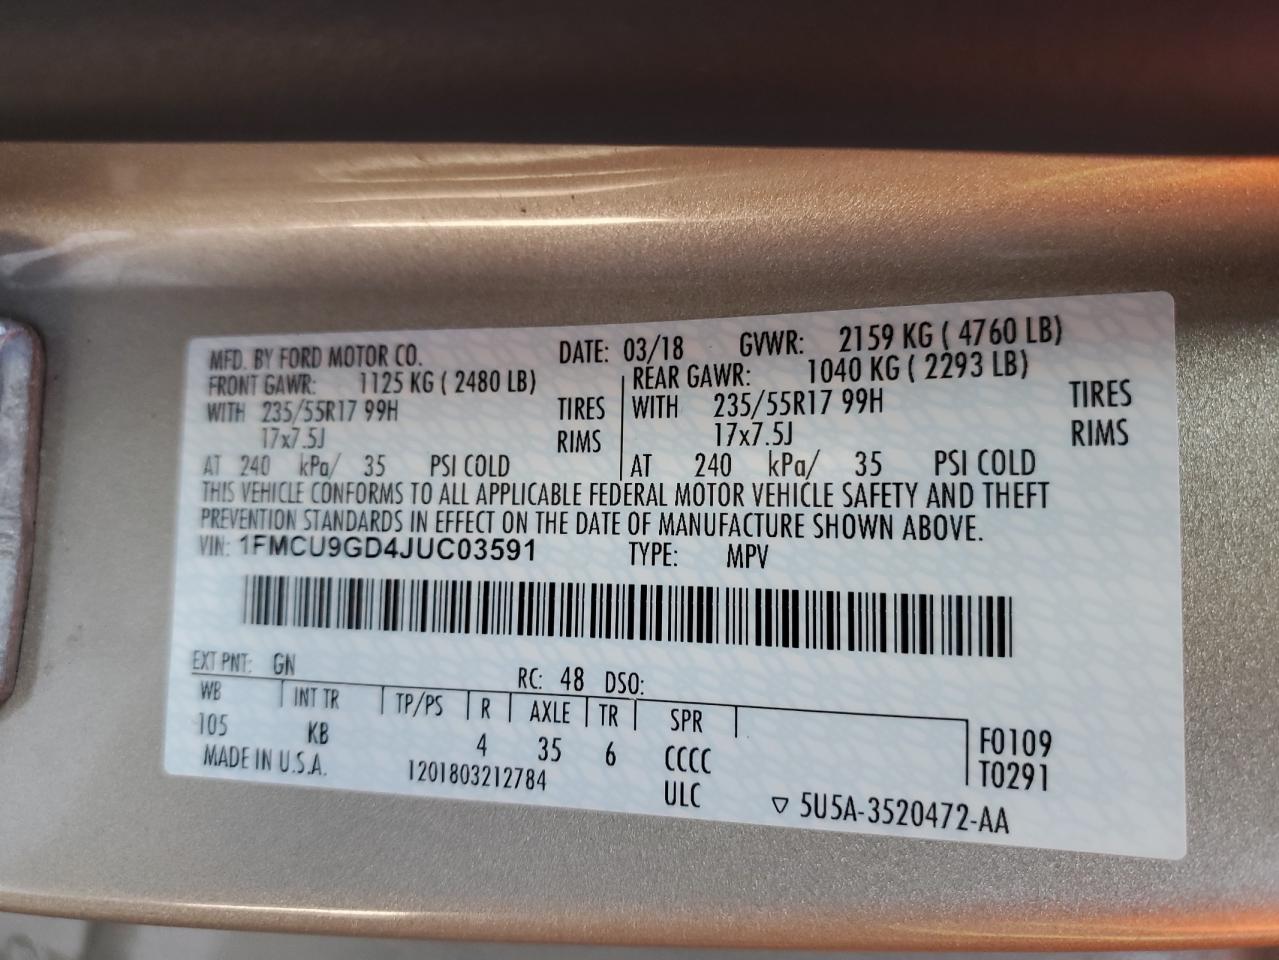 MFD. BY FORD MOTOR CO. DATE: 03/18 GVWR: 2159 KG ( 4760 LB)
FRONT GAWR: 1125 KG ( 2480 LB) REAR GAWR: 1040 KG ( 2293 LB)
WITH 235/55R17 99H TIRES WITH 235/55R17 99H TIRES
17x7.5J RIMS 17x7.5J RIMS
AT 240 kPa/ 35 PSI COLD AT 240 kPa/ 35 PSI COLD
THIS VEHICLE CONFORMS TO ALL APPLICABLE FEDERAL MOTOR VEHICLE SAFETY AND THEFT
PREVENTION STANDARDS IN EFFECT ON THE DATE OF MANUFACTURE SHOWN ABOVE.
VIN: 1FMCU9GD4JUC03591 TYPE: MPV
EXT PNT: GN RC: 48 DSO:
WB INT TR TP/PS R AXLE TR SPR
105 KB 4 35 6 CCCC F0109
MADE IN U.S.A. 1201803212784 ULC T0291
▽ 5U5A-3520472-AA